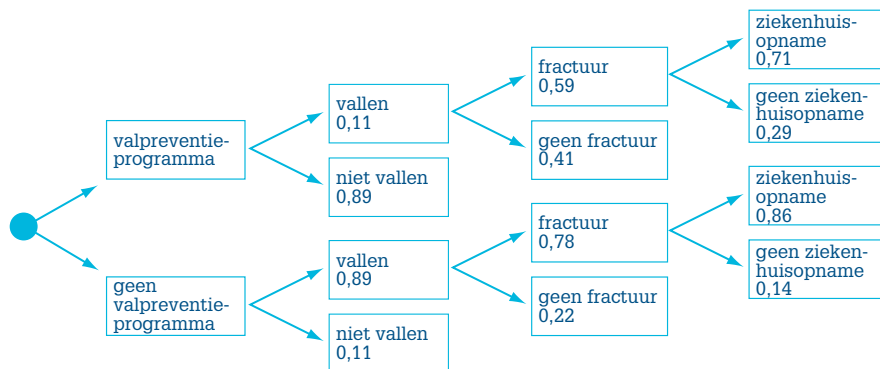 valpreventie-
programma
vallen
0,11
niet vallen
0,89
fractuur
0,59
geen fractuur
0,41
ziekenhuis-
opname
0,71
geen zieken-
huisopname
0,29
geen
valpreventie-
programma
vallen
0,89
niet vallen
0,11
fractuur
0,78
geen fractuur
0,22
ziekenhuis-
opname
0,86
geen zieken-
huisopname
0,14